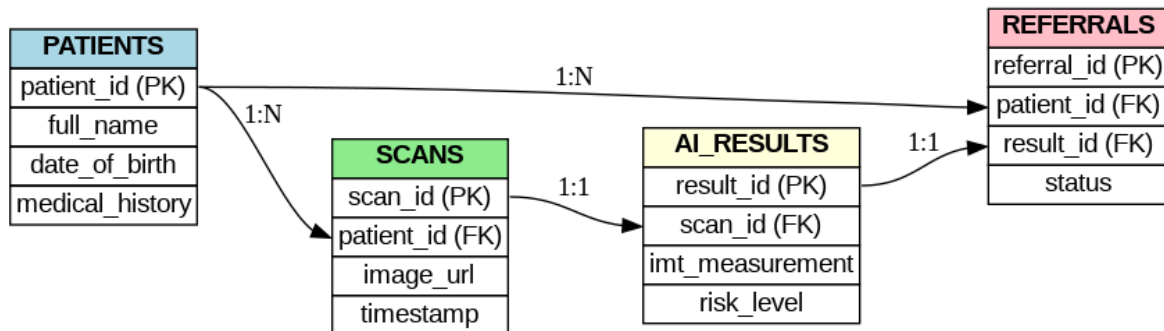 PATIENTS
patient_id (PK)
full_name
date_of_birth
medical_history
1:N
1:N
SCANS
scan_id (PK)
patient_id (FK)
image_url
timestamp
1:1
AI_RESULTS
result_id (PK)
scan_id (FK)
imt_measurement
risk_level
1:1
REFERRALS
referral_id (PK)
patient_id (FK)
result_id (FK)
status